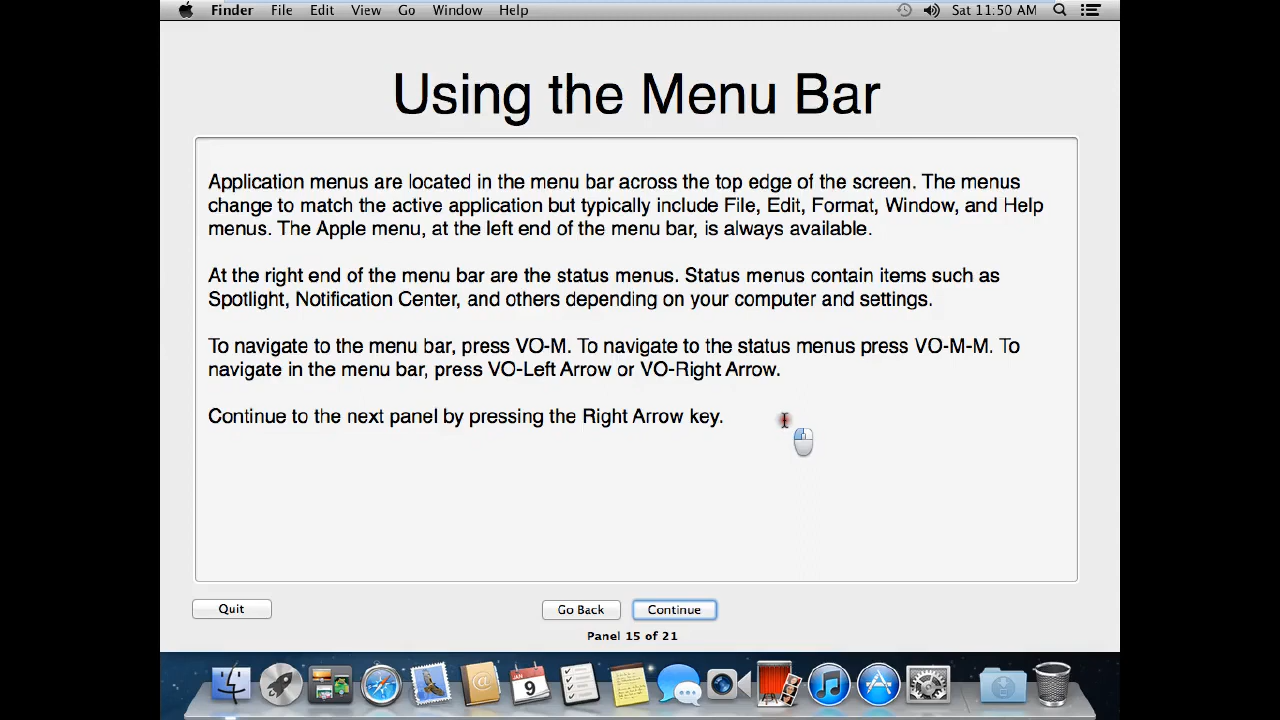 Finder File Edit View Go Window Help Sat 11:50 AM
Using the Menu Bar
Application menus are located in the menu bar across the top edge of the screen. The menus
change to match the active application but typically include File, Edit, Format, Window, and Help
menus. The Apple menu, at the left end of the menu bar, is always available.
At the right end of the menu bar are the status menus. Status menus contain items such as
Spotlight, Notification Center, and others depending on your computer and settings.
To navigate to the menu bar, press VO-M. To navigate to the status menus press VO-M-M. To
navigate in the menu bar, press VO-Left Arrow or VO-Right Arrow.
Continue to the next panel by pressing the Right Arrow key.
Quit Go Back Continue
Panel 15 of 21
JAN
9